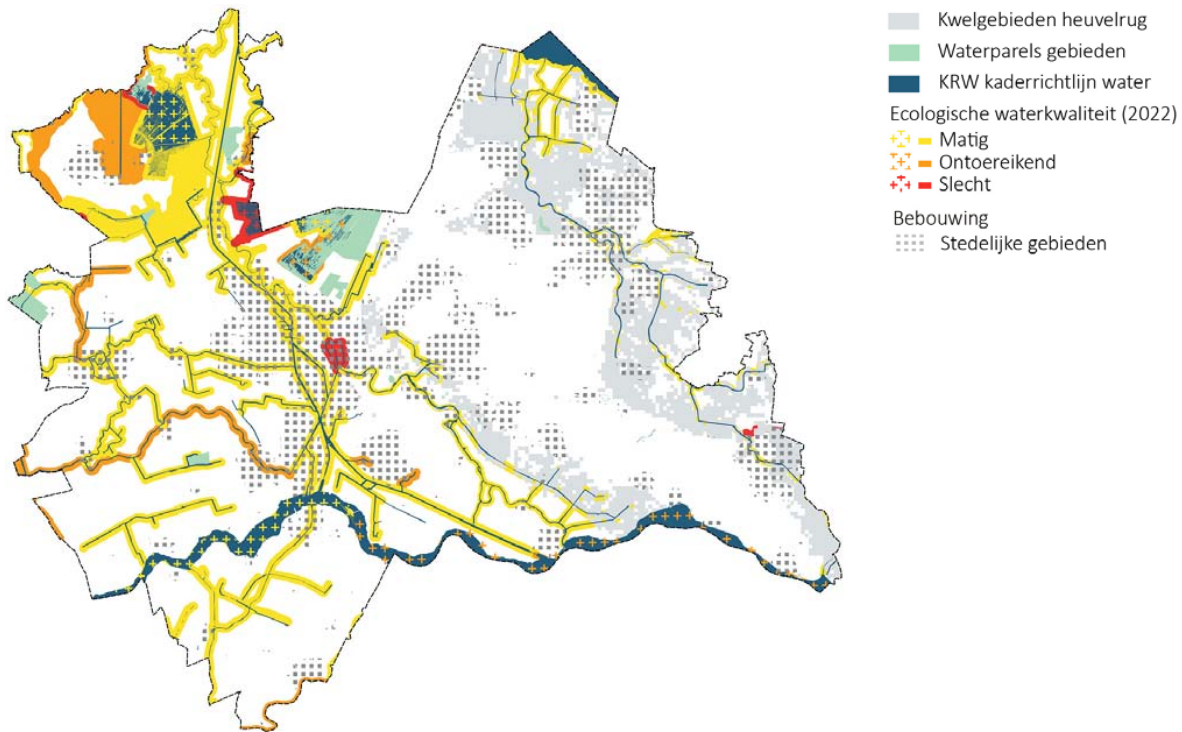 Kwelgebieden heuvelrug
Waterparels gebieden
KRW kaderrichtlijn water
Ecologische waterkwaliteit (2022)
Matig
Ontoereikend
Slecht
Bebouwing
Stedelijke gebieden